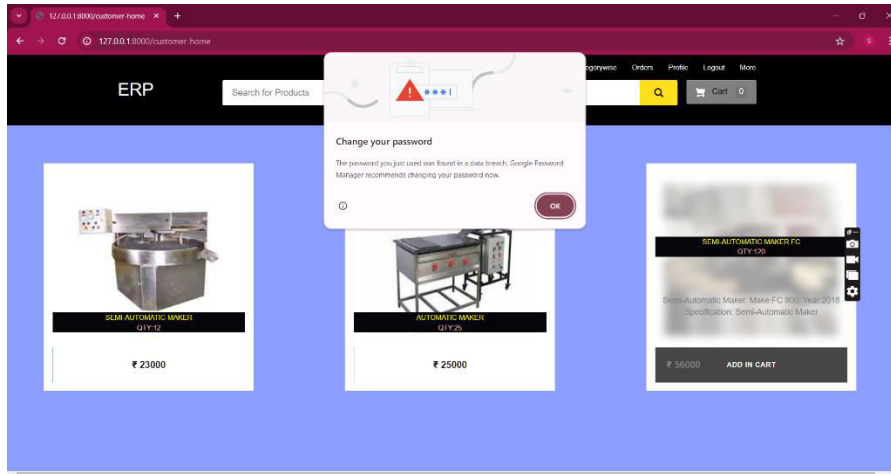 127.0.0.1:8000/customer-home
127.0.0.1:8000/customer-home
egorywise Orders Profile Logout More
ERP
Search for Products
Cart 0
Change your password
The password you just used was found in a data breach. Google Password
Manager recommends changing your password now.
OK
SEMI AUTOMATIC MAKER
QTY:12
₹ 23000
AUTOMATIC MAKER
QTY:25
₹ 25000
SEMI-AUTOMATIC MAKER FC
QTY:120
Semi-Automatic Maker. Make:FC 900, Year:2018
Specification: Semi-Automatic Maker
₹ 56000 ADD IN CART